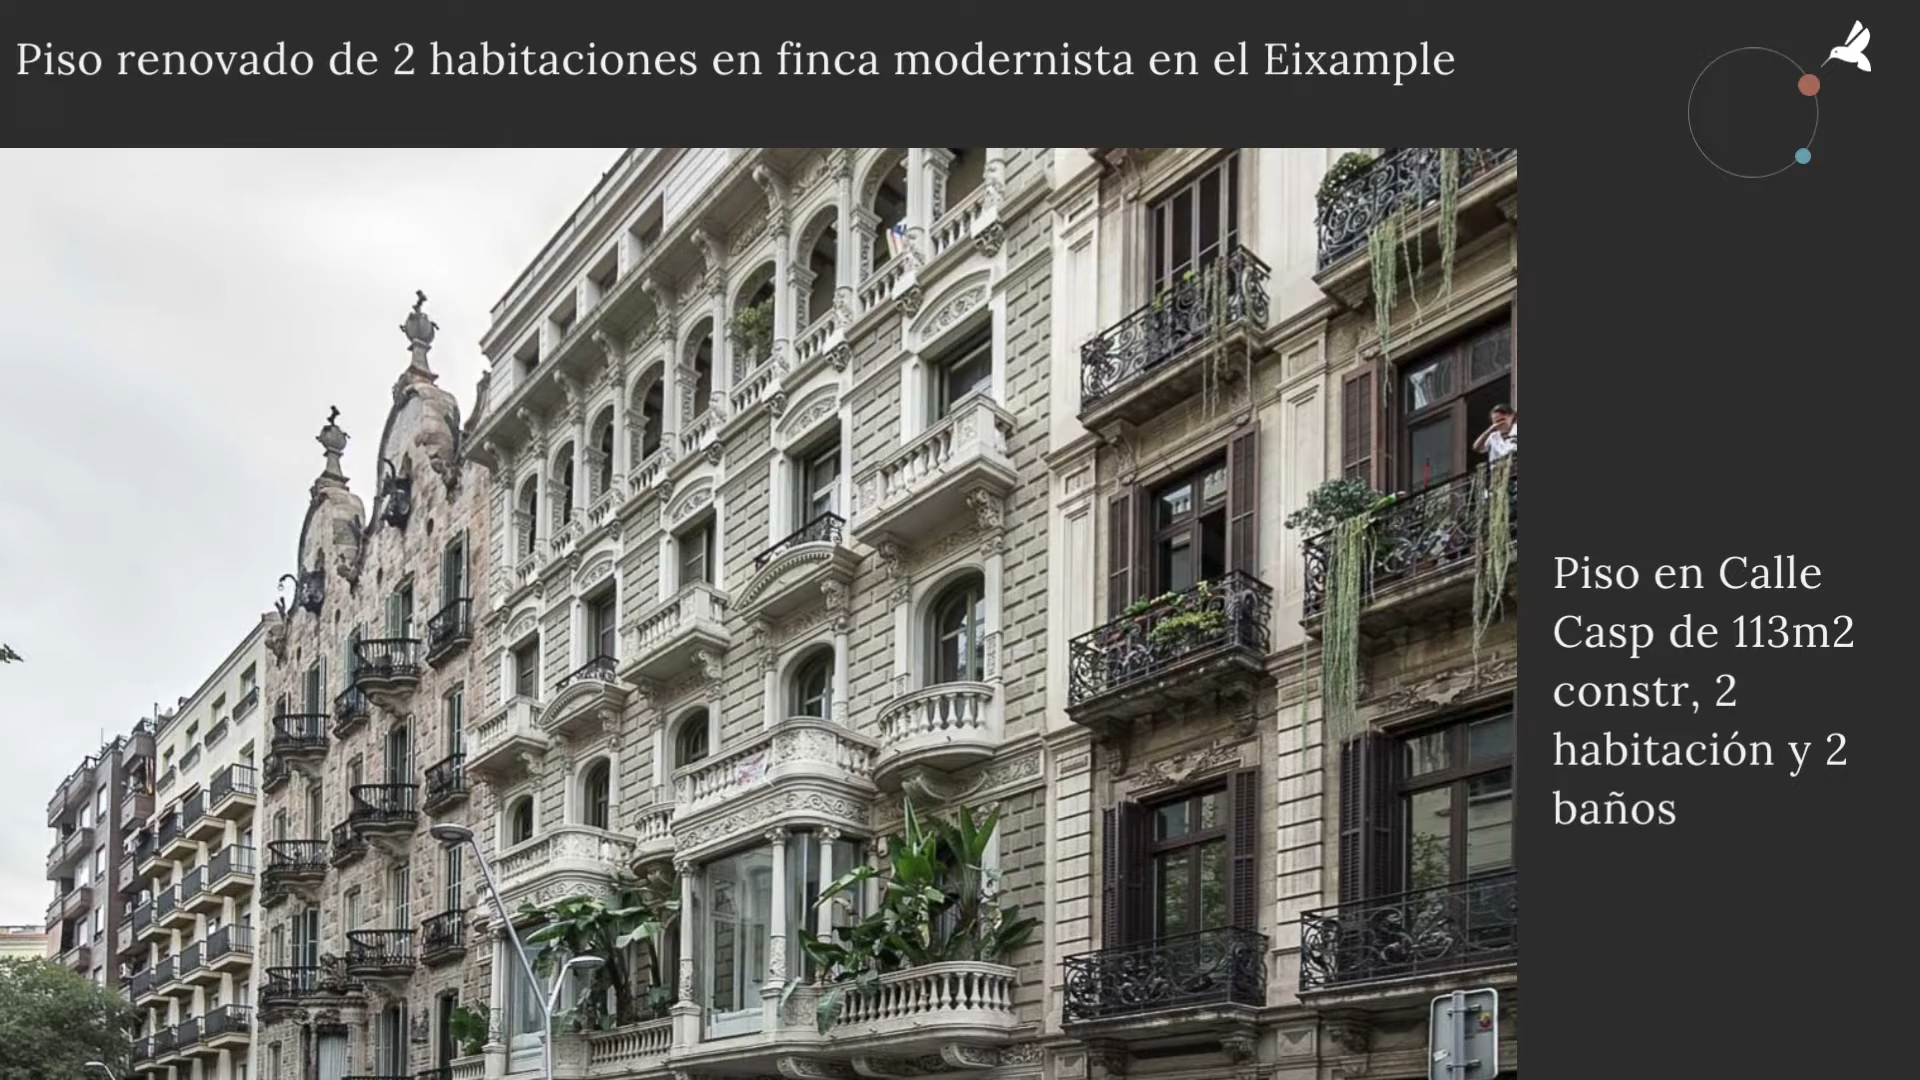 Piso renovado de 2 habitaciones en finca modernista en el Eixample
Piso en Calle
Casp de 113m2
constr, 2
habitación y 2
baños